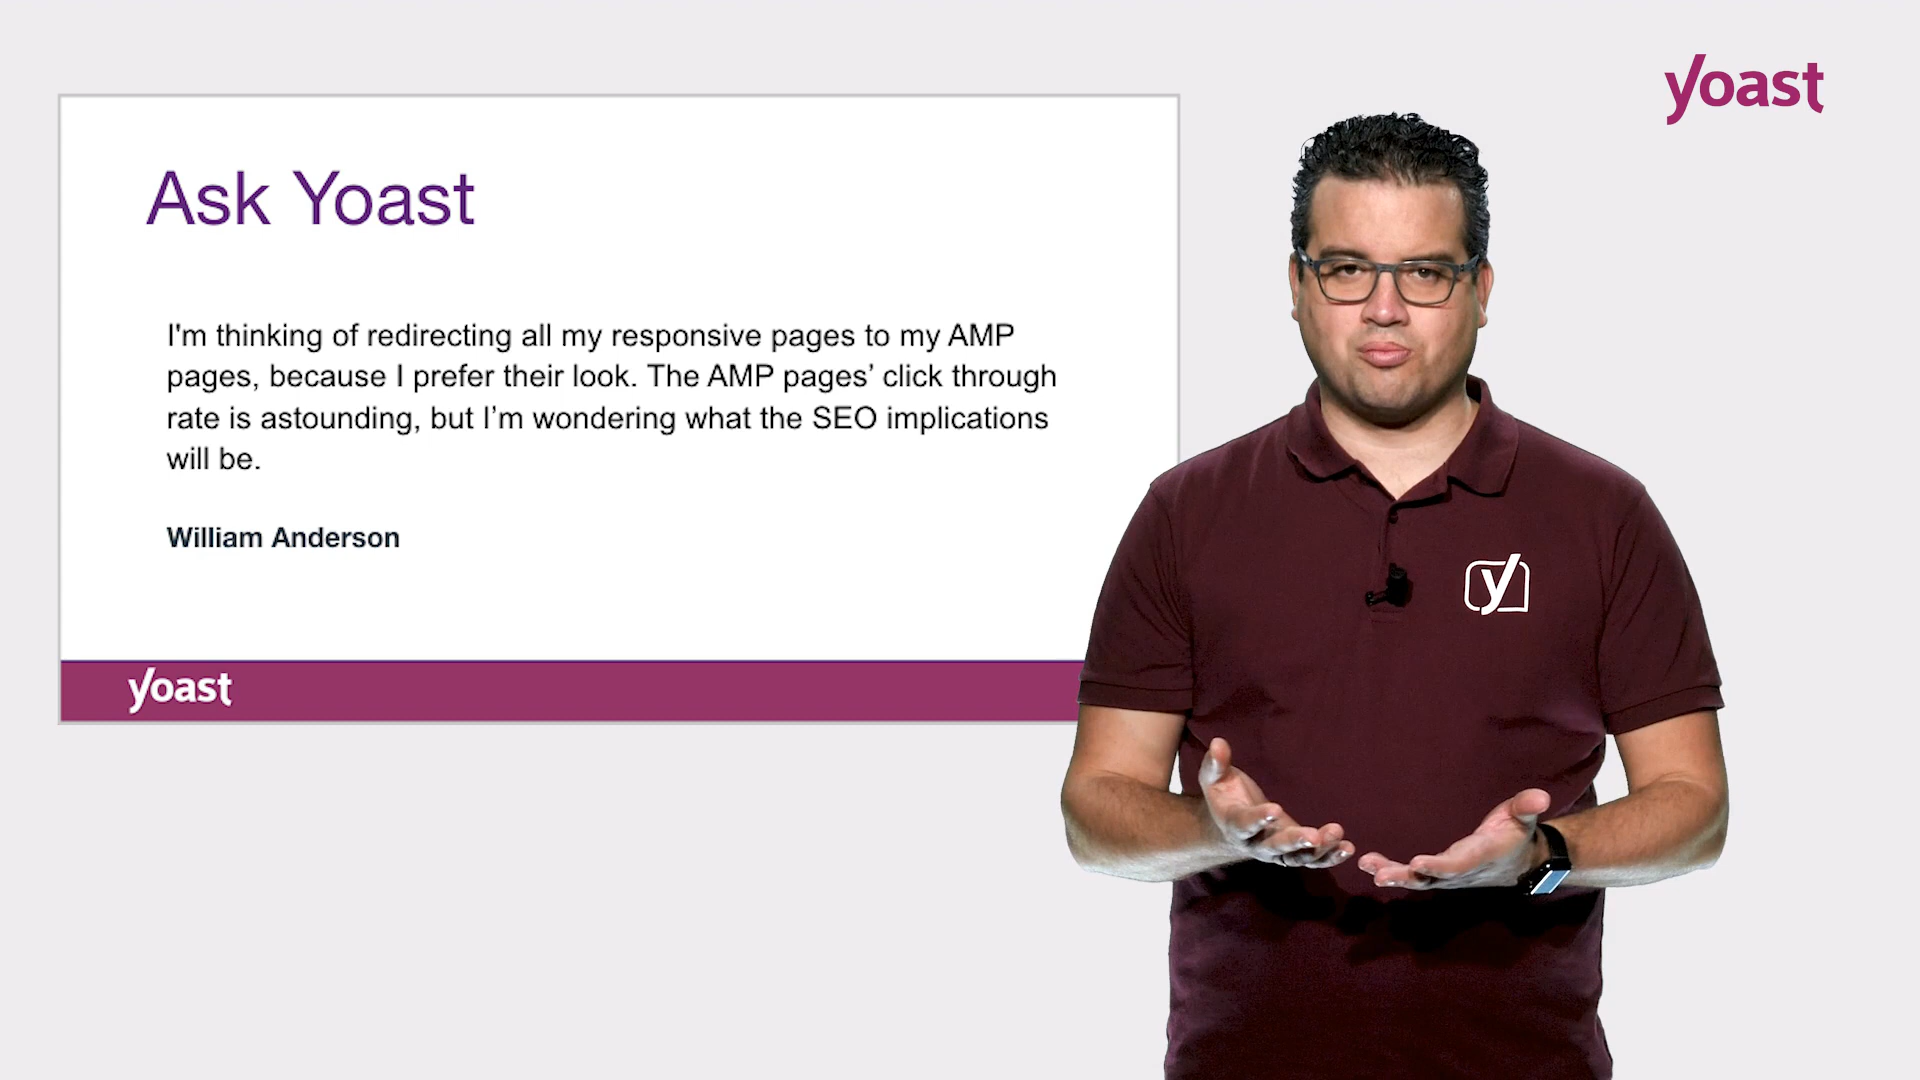 yoast
Ask Yoast
I'm thinking of redirecting all my responsive pages to my AMP
pages, because I prefer their look. The AMP pages’ click through
rate is astounding, but I’m wondering what the SEO implications
will be.
William Anderson
y
yoast